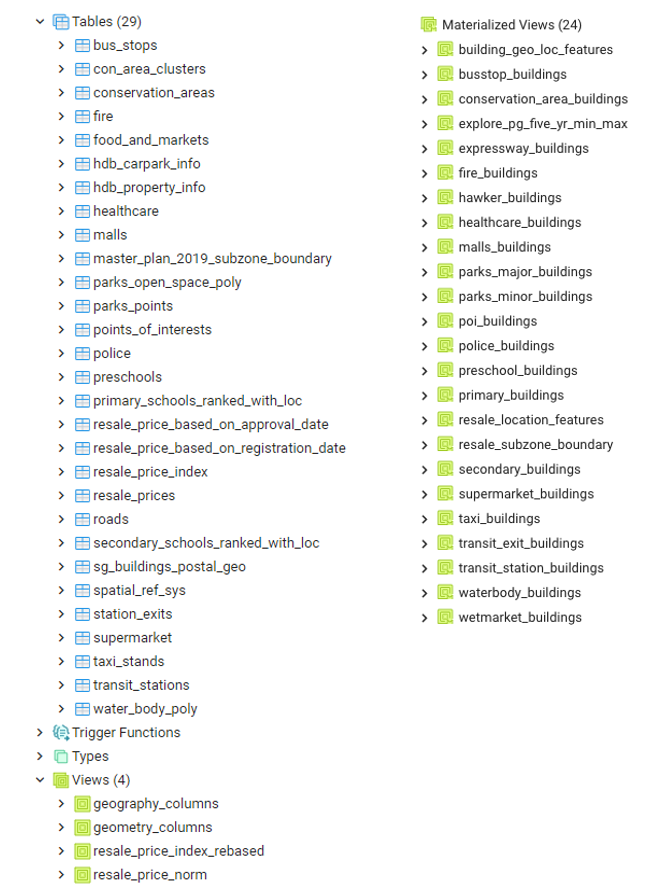 Tables (29)
bus_stops
con_area_clusters
conservation_areas
fire
food_and_markets
hdb_carpark_info
hdb_property_info
healthcare
malls
master_plan_2019_subzone_boundary
parks_open_space_poly
parks_points
points_of_interests
police
preschools
primary_schools_ranked_with_loc
resale_price_based_on_approval_date
resale_price_based_on_registration_date
resale_price_index
resale_prices
roads
secondary_schools_ranked_with_loc
sg_buildings_postal_geo
spatial_ref_sys
station_exits
supermarket
taxi_stands
transit_stations
water_body_poly
Trigger Functions
Types
Views (4)
geography_columns
geometry_columns
resale_price_index_rebased
resale_price_norm
Materialized Views (24)
building_geo_loc_features
busstop_buildings
conservation_area_buildings
explore_pg_five_yr_min_max
expressway_buildings
fire_buildings
hawker_buildings
healthcare_buildings
malls_buildings
parks_major_buildings
parks_minor_buildings
poi_buildings
police_buildings
preschool_buildings
primary_buildings
resale_location_features
resale_subzone_boundary
secondary_buildings
supermarket_buildings
taxi_buildings
transit_exit_buildings
transit_station_buildings
waterbody_buildings
wetmarket_buildings